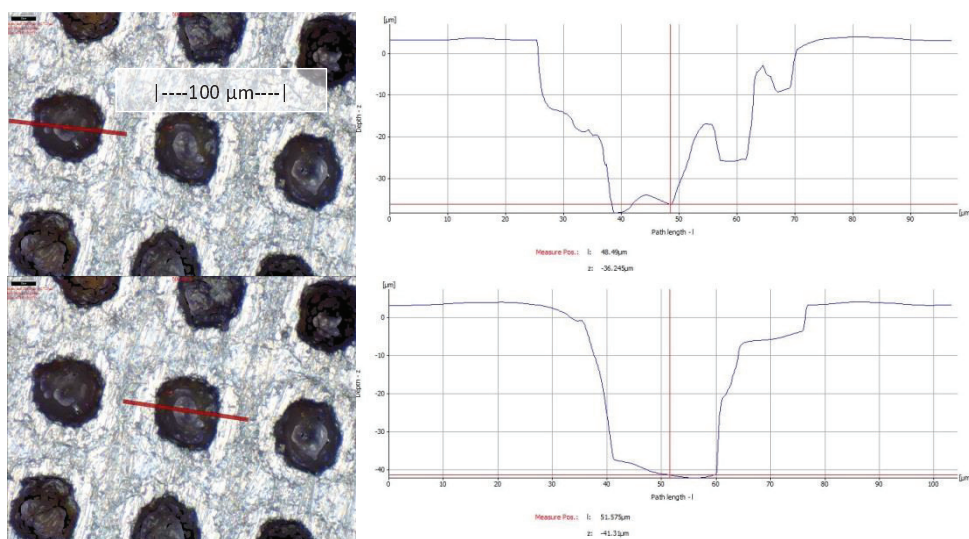 |----100 µm----|
[µm]
0
-10
-20
-30
Depth - z
0 10 20 30 40 50 60 70 80 90 [µm]
Path length - l
Measure Pos.: l: 48.49µm
z: -36.245µm
[µm]
0
-10
-20
-30
-40
Depth - z
0 10 20 30 40 50 60 70 80 90 100 [µm]
Path length - l
Measure Pos.: l: 51.575µm
z: -41.31µm